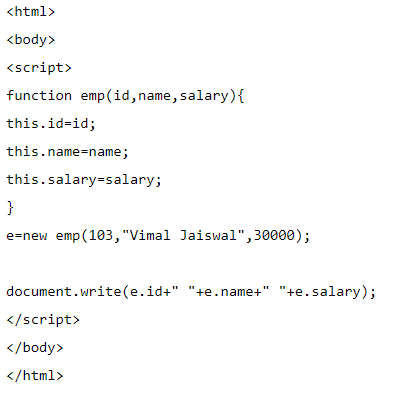 <html>
<body>
<script>
function emp(id,name,salary){
this.id=id;
this.name=name;
this.salary=salary;
}
e=new emp(103,"Vimal Jaiswal",30000);
document.write(e.id+" "+e.name+" "+e.salary);
</script>
</body>
</html>